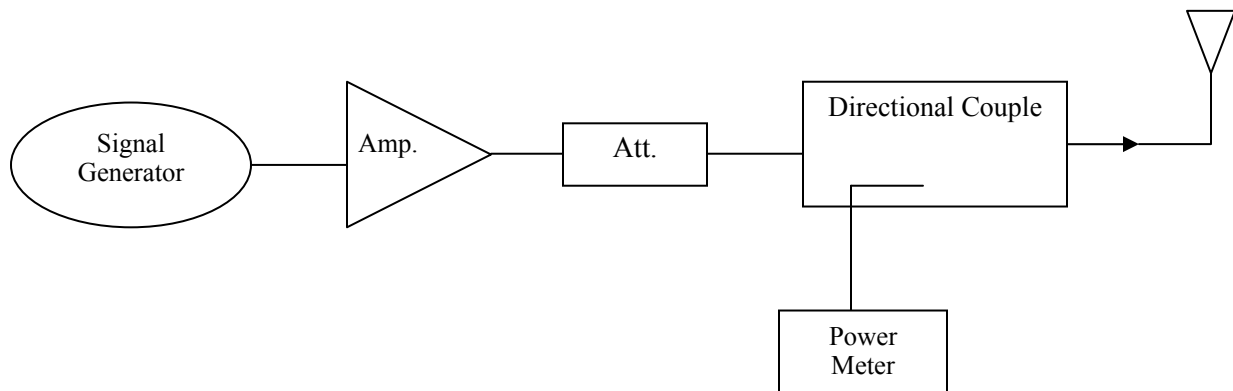 Signal
Generator
Amp.
Att.
Directional Couple
Power
Meter